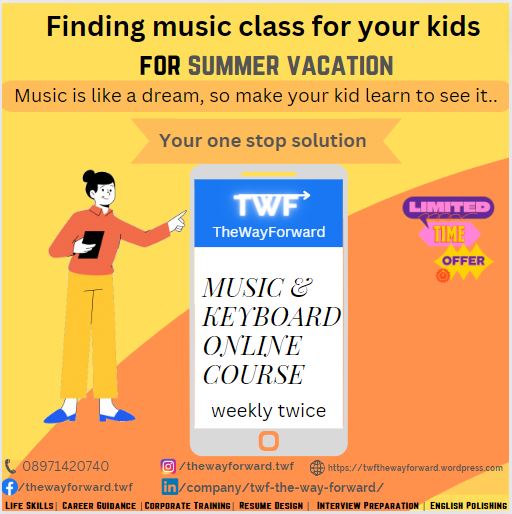 Finding music class for your kids
FOR SUMMER VACATION
Music is like a dream, so make your kid learn to see it..
Your one stop solution
TWF
TheWayForward
LIMITED
TIME
OFFER
MUSIC &
KEYBOARD
ONLINE
COURSE
weekly twice
08971420740 /thewayforward.twf https://twfthewayforward.wordpress.com
/company/twf-the-way-forward/
LIFE SKILLS| CAREER GUIDANCE |CORPORATE TRAINING| RESUME DESIGN | INTERVIEW PREPARATION | ENGLISH POLISHING